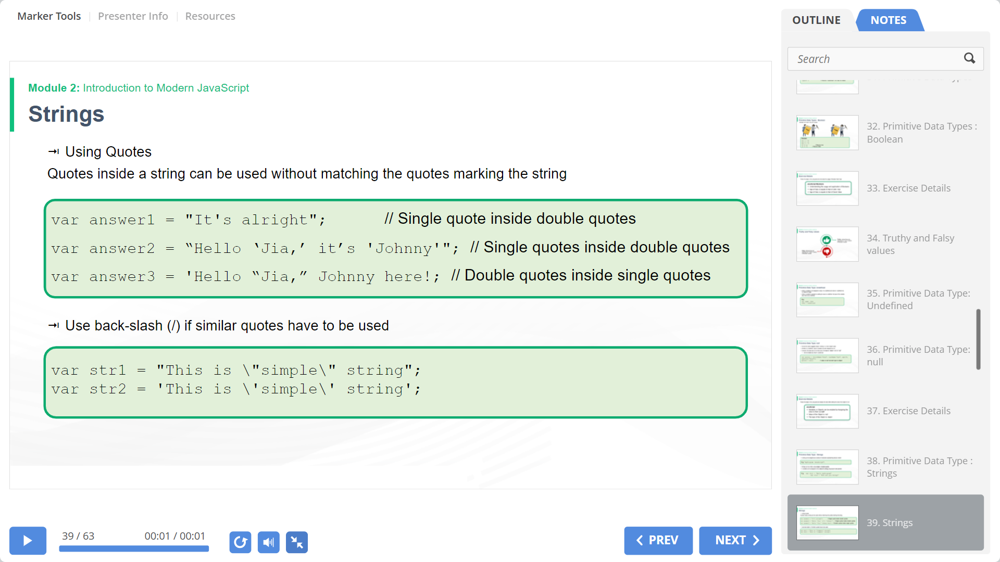 Marker Tools
Presenter Info
Resources
OUTLINE
NOTES
Search
Module 2: Introduction to Modern JavaScript
Strings
→ Using Quotes
Quotes inside a string can be used without matching the quotes marking the string
var answer1 = "It's alright"; // Single quote inside double quotes
var answer2 = “Hello ‘Jia,’ it’s 'Johnny'"; // Single quotes inside double quotes
var answer3 = 'Hello “Jia,” Johnny here!; // Double quotes inside single quotes
→ Use back-slash (/) if similar quotes have to be used
var str1 = "This is \"simple\" string";
var str2 = 'This is \'simple\' string';
32. Primitive Data Types :
Boolean
33. Exercise Details
34. Truthy and Falsy
values
35. Primitive Data Type:
Undefined
36. Primitive Data Type:
null
37. Exercise Details
38. Primitive Data Type :
Strings
39. Strings
39 / 63
00:01 / 00:01
PREV
NEXT